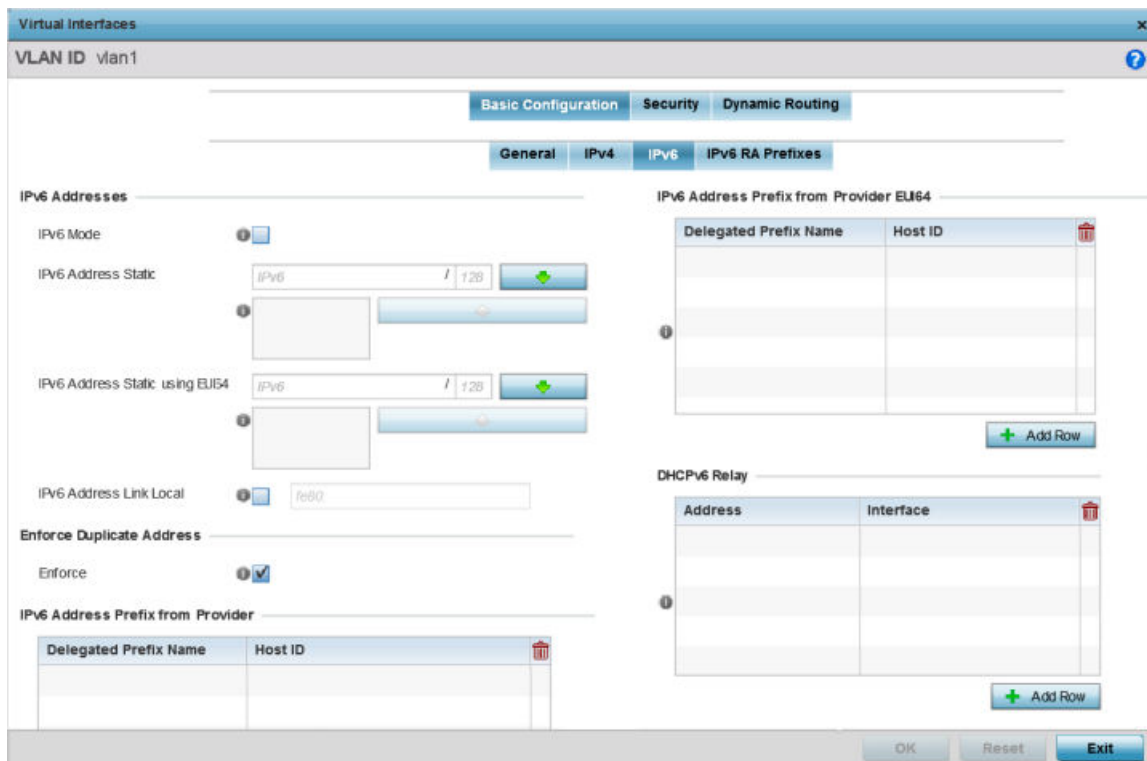 Virtual Interfaces
VLAN ID vlan1
Basic Configuration Security Dynamic Routing
General IPv4 IPv6 IPv6 RA Prefixes
IPv6 Addresses
IPv6 Mode
IPv6 Address Static IPv6 / 128
IPv6 Address Static using EUI64 IPv6 / 128
IPv6 Address Link Local fe80:
Enforce Duplicate Address
Enforce
IPv6 Address Prefix from Provider
Delegated Prefix Name Host ID
IPv6 Address Prefix from Provider EUI64
Delegated Prefix Name Host ID
Add Row
DHCPv6 Relay
Address Interface
Add Row
OK Reset Exit